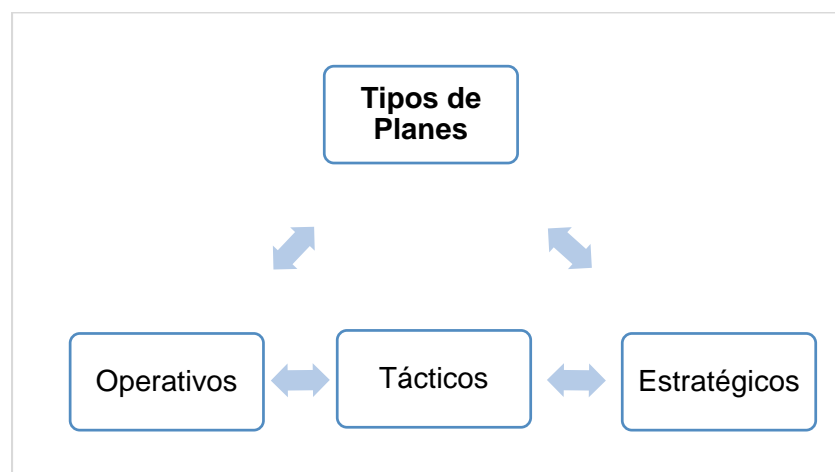 Tipos de
Planes
Operativos
Tácticos
Estratégicos